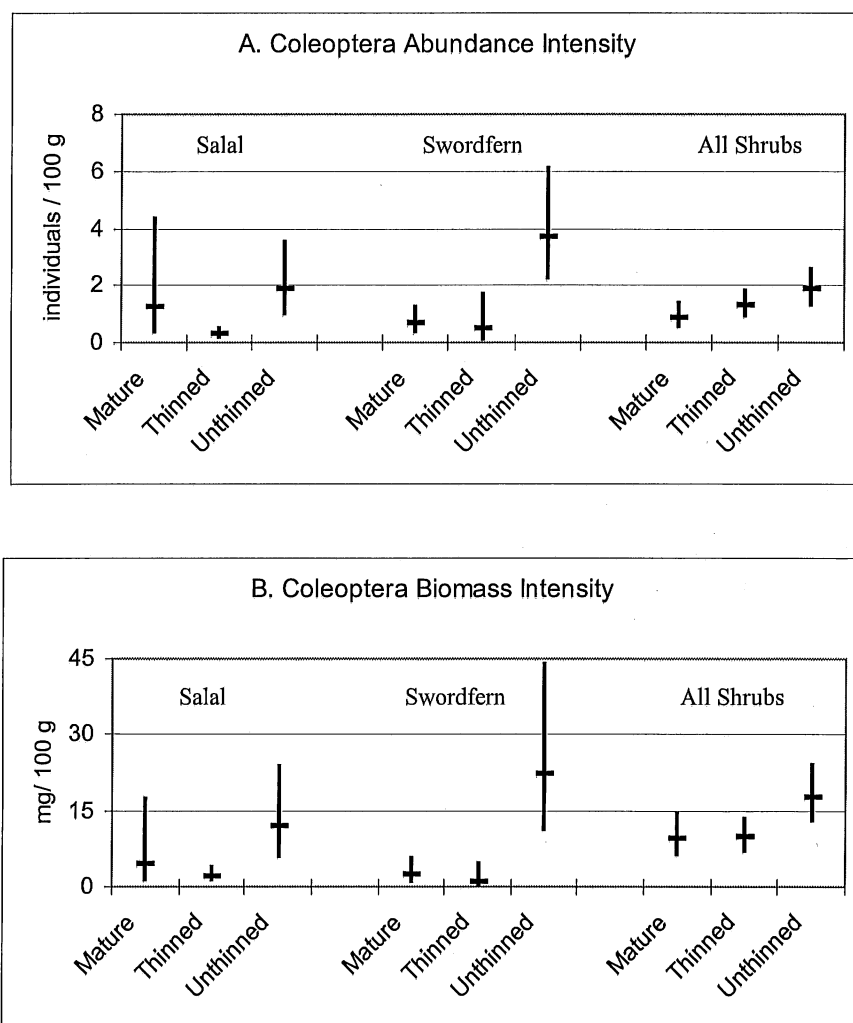 A. Coleoptera Abundance Intensity
individuals / 100 g
8
6
4
2
0
Salal
Swordfern
All Shrubs
Mature
Thinned
Unthinned
Mature
Thinned
Unthinned
Mature
Thinned
Unthinned
B. Coleoptera Biomass Intensity
mg/ 100 g
45
30
15
0
Salal
Swordfern
All Shrubs
Mature
Thinned
Unthinned
Mature
Thinned
Unthinned
Mature
Thinned
Unthinned